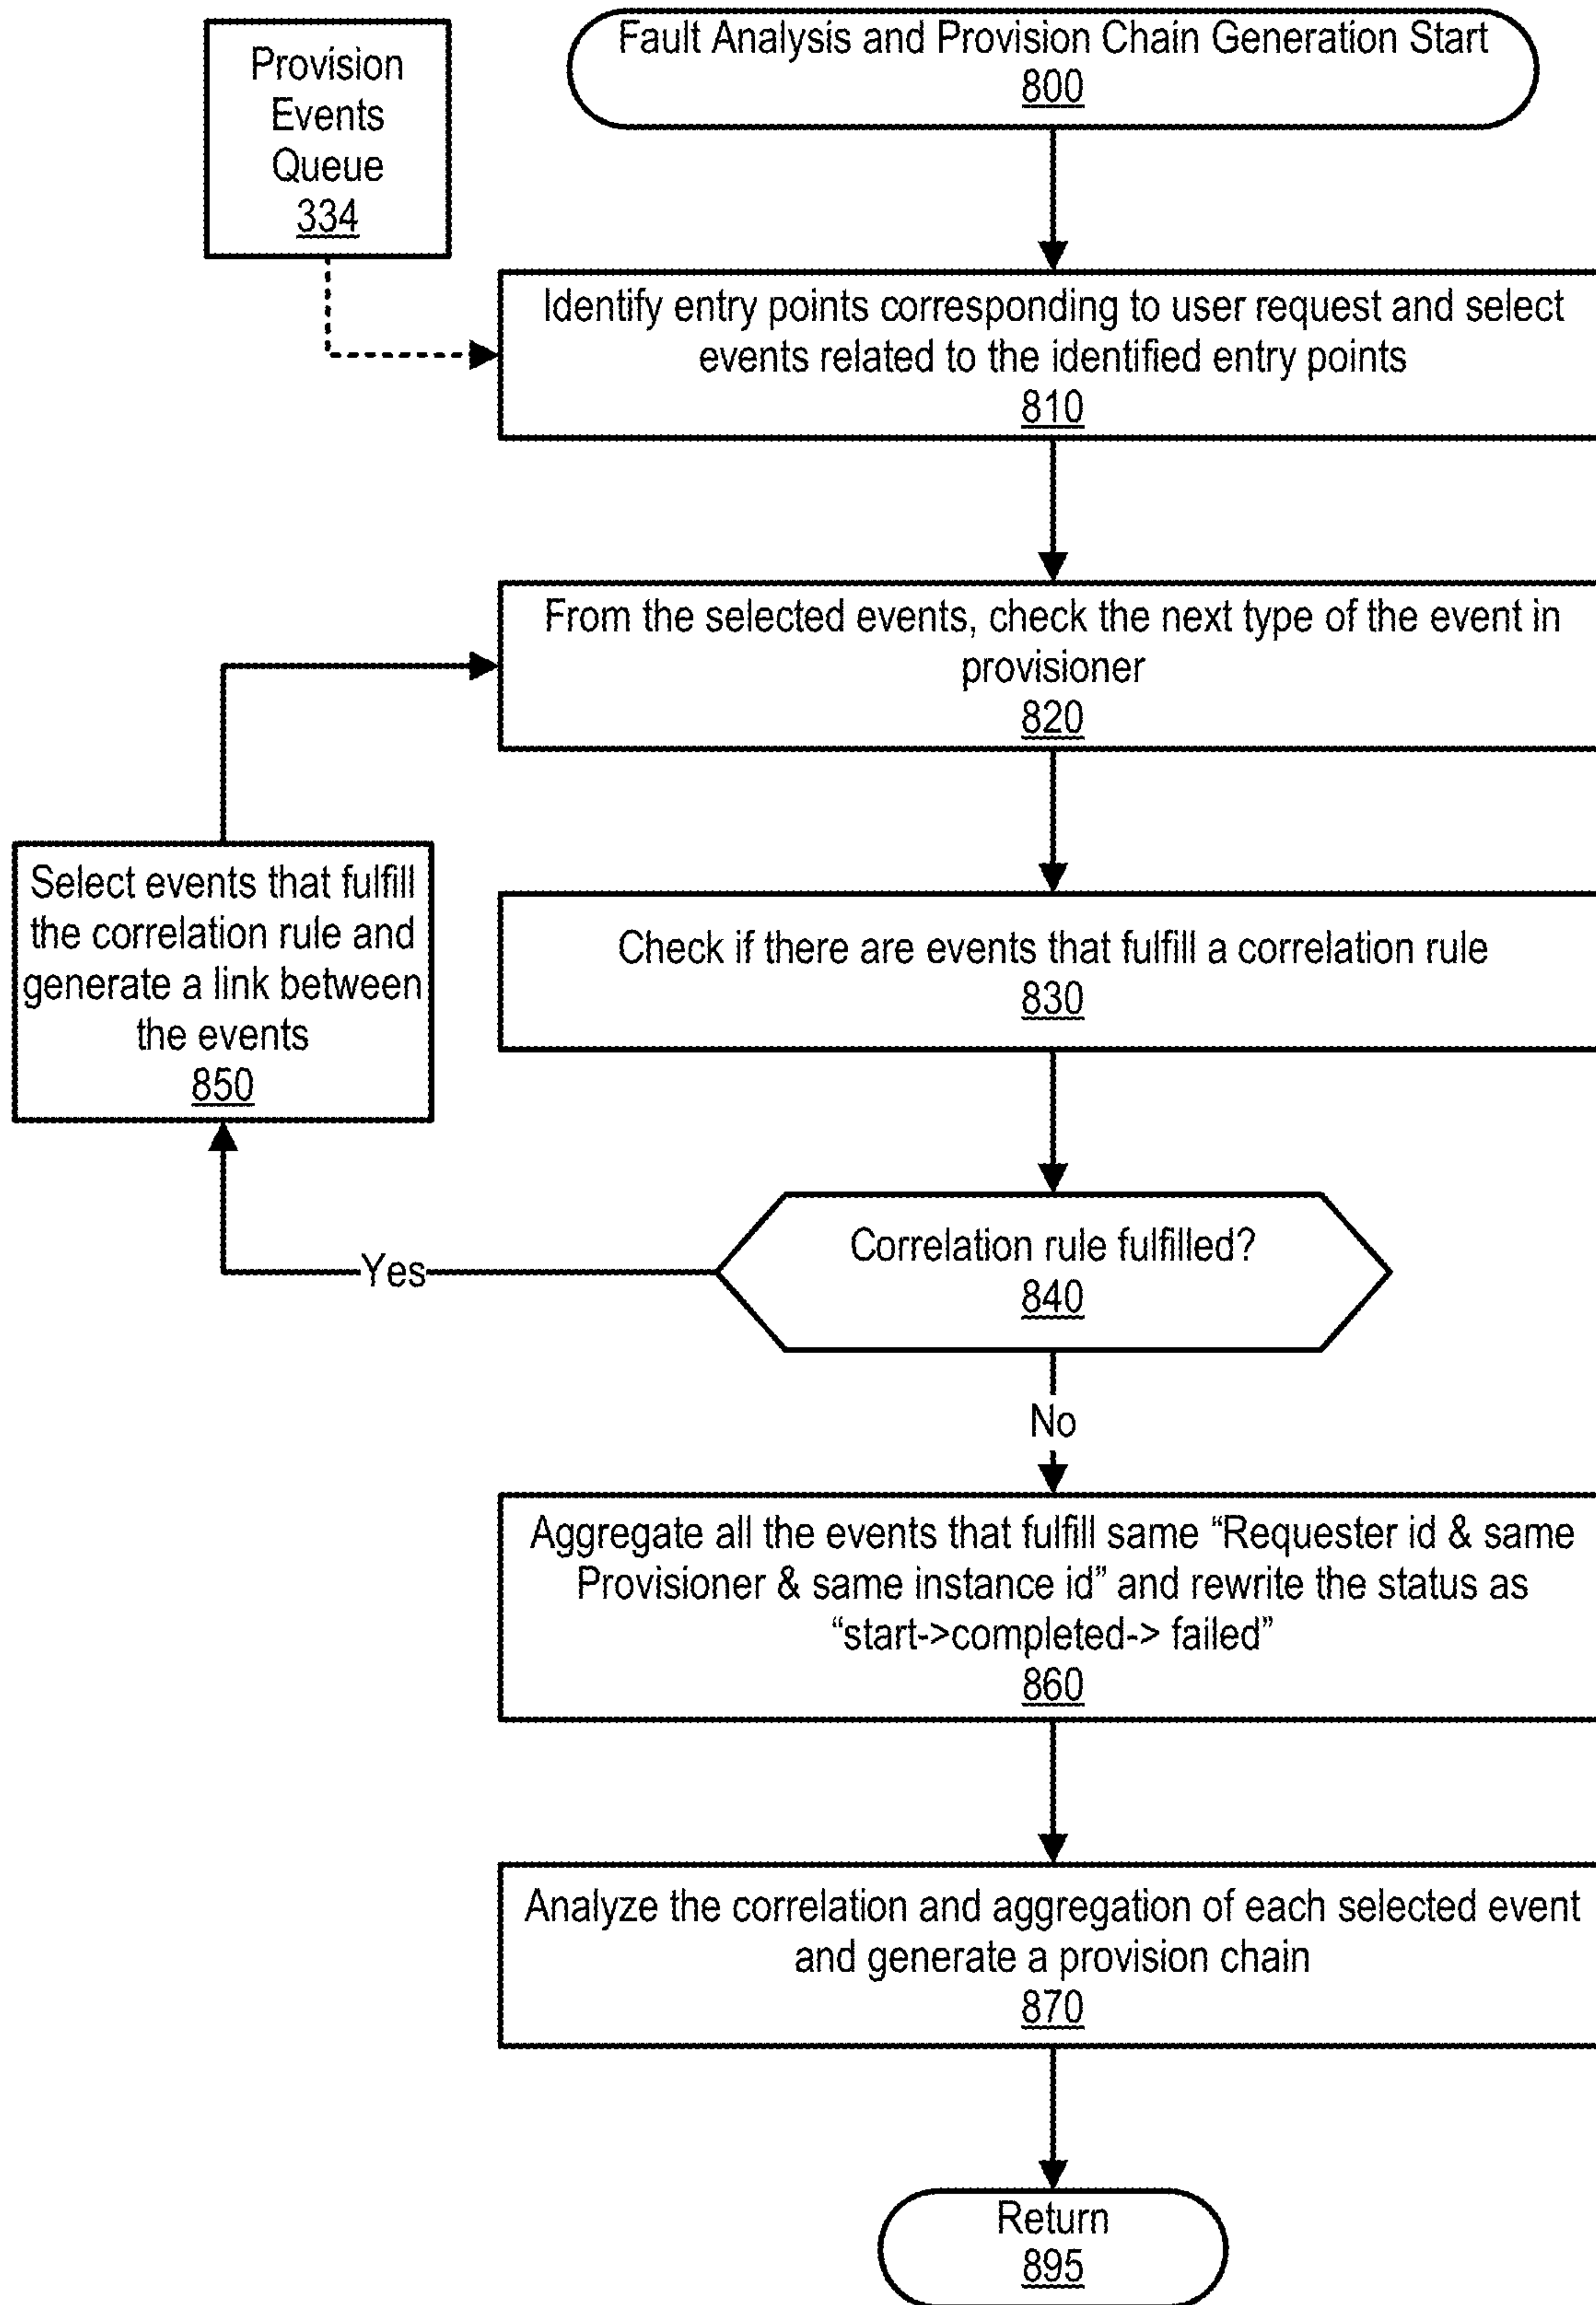 Provision
Events
Queue
334
Fault Analysis and Provision Chain Generation Start
800
Identify entry points corresponding to user request and select
events related to the identified entry points
810
From the selected events, check the next type of the event in
provisioner
820
Select events that fulfill
the correlation rule and
generate a link between
the events
850
Check if there are events that fulfill a correlation rule
830
Correlation rule fulfilled?
840
Yes
No
Aggregate all the events that fulfill same “Requester id & same
Provisioner & same instance id” and rewrite the status as
“start->completed-> failed”
860
Analyze the correlation and aggregation of each selected event
and generate a provision chain
870
Return
895